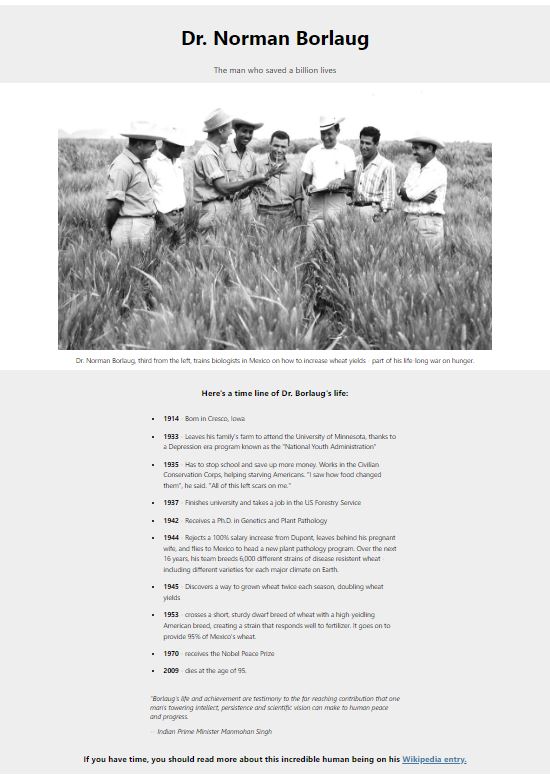 Dr. Norman Borlaug
The man who saved a billion lives
Dr. Norman Borlaug, third from the left, trains biologists in Mexico on how to increase wheat yields - part of his life-long war on hunger.
Here's a time line of Dr. Borlaug's life:
1914 - Born in Cresco, Iowa
1933 - Leaves his family's farm to attend the University of Minnesota, thanks to
a Depression era program known as the "National Youth Administration"
1935 - Has to stop school and save up more money. Works in the Civilian
Conservation Corps, helping starving Americans. "I saw how food changed
them", he said. "All of this left scars on me."
1937 - Finishes university and takes a job in the US Forestry Service
1942 - Receives a Ph.D. in Genetics and Plant Pathology
1944 - Rejects a 100% salary increase from Dupont, leaves behind his pregnant
wife, and flies to Mexico to head a new plant pathology program. Over the next
16 years, his team breeds 6,000 different strains of disease resistent wheat -
including different varieties for each major climate on Earth.
1945 - Discovers a way to grown wheat twice each season, doubling wheat
yields
1953 - crosses a short, sturdy dwarf breed of wheat with a high-yeidling
American breed, creating a strain that responds well to fertilizer. It goes on to
provide 95% of Mexico's wheat.
1970 - receives the Nobel Peace Prize
2009 - dies at the age of 95.
"Borlaug's life and achievement are testimony to the far-reaching contribution that one
man's towering intellect, persistence and scientific vision can make to human peace
and progress."
-- Indian Prime Minister Manmohan Singh
If you have time, you should read more about this incredible human being on his Wikipedia entry.